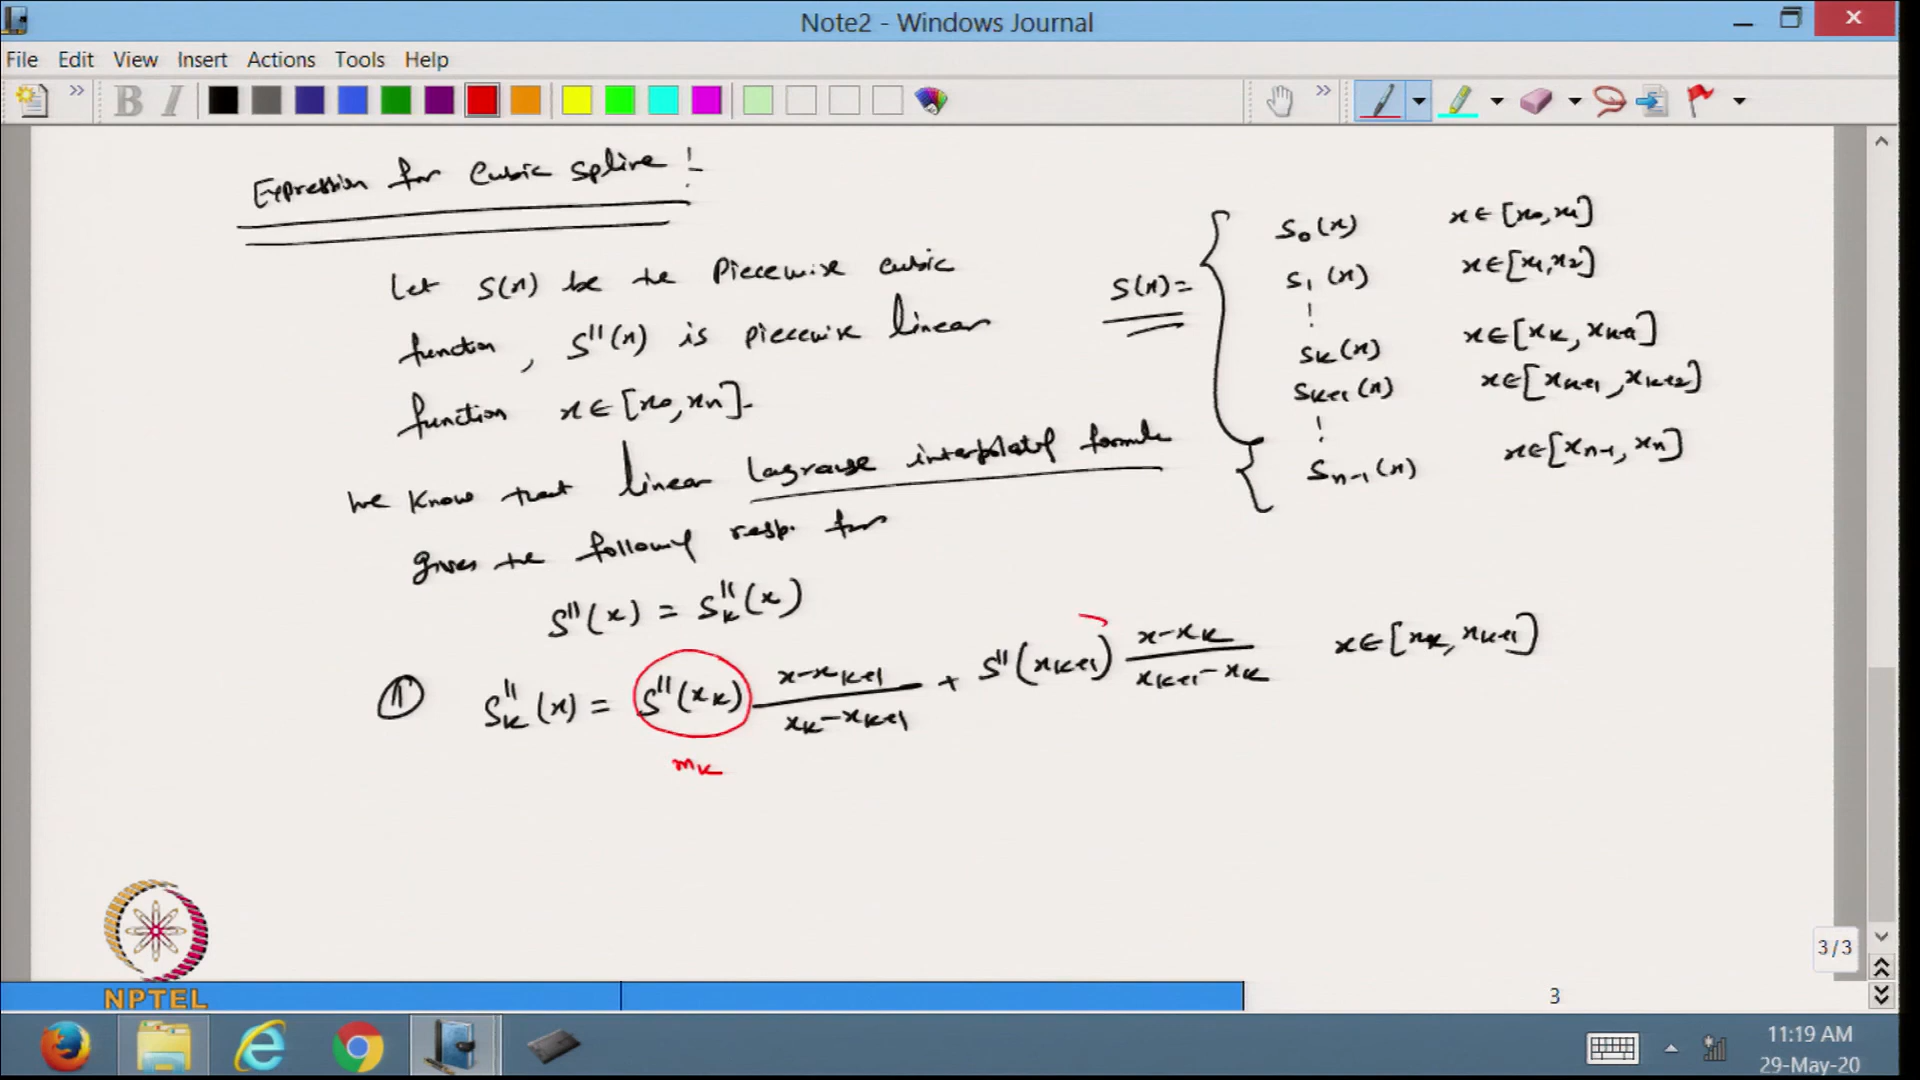 Note2 - Windows Journal
File Edit View Insert Actions Tools Help
B I
Expression for Cubic Spline :
Let S(x) be the Piecewise cubic
function, S''(x) is piecewise linear
function x ∈ [x₀, xₙ].
We know that linear lagrange interpolatɡ formula
gives the following resp. for
S''(x) = Sₖ''(x)
① Sₖ''(x) = S''(xₖ) (x-xₖ₊₁)/(xₖ-xₖ₊₁) + S''(xₖ₊₁) (x-xₖ)/(xₖ₊₁-xₖ) x∈[xₖ, xₖ₊₁]
mₖ
S(x) = { S₀(x) x∈[x₀, x₁]
S₁(x) x∈[x₁, x₂]
⋮
Sₖ(x) x∈[xₖ, xₖ₊₁]
Sₖ₊₁(x) x∈[xₖ₊₁, xₖ₊₂]
⋮
Sₙ₋₁(x) x∈[xₙ₋₁, xₙ]
3/3
NPTEL
3
11:19 AM
29-May-20